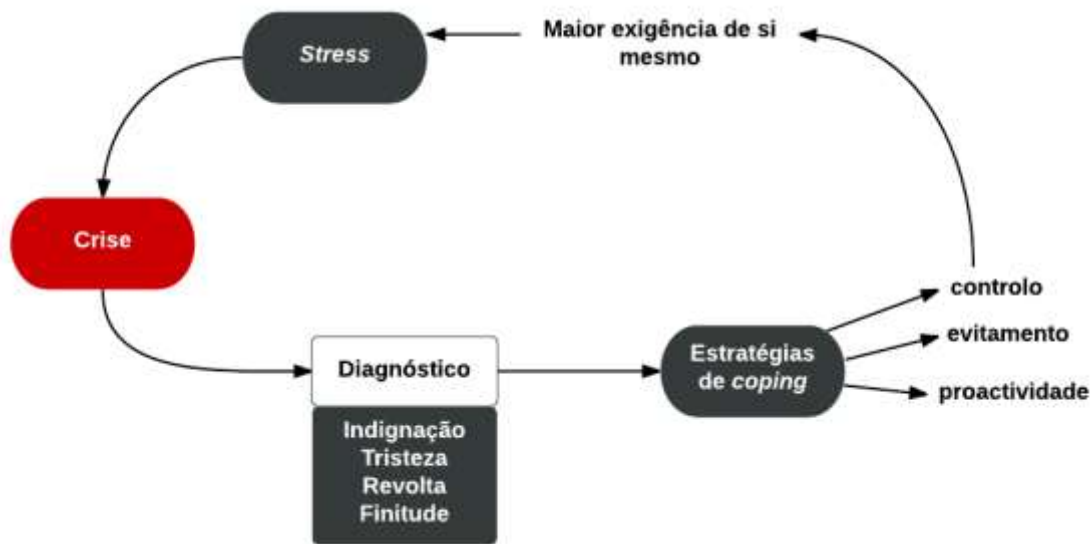 Stress
Maior exigência de si
mesmo
Crise
Diagnóstico
Indignação
Tristeza
Revolta
Finitude
Estratégias
de coping
controlo
evitamento
proactividade